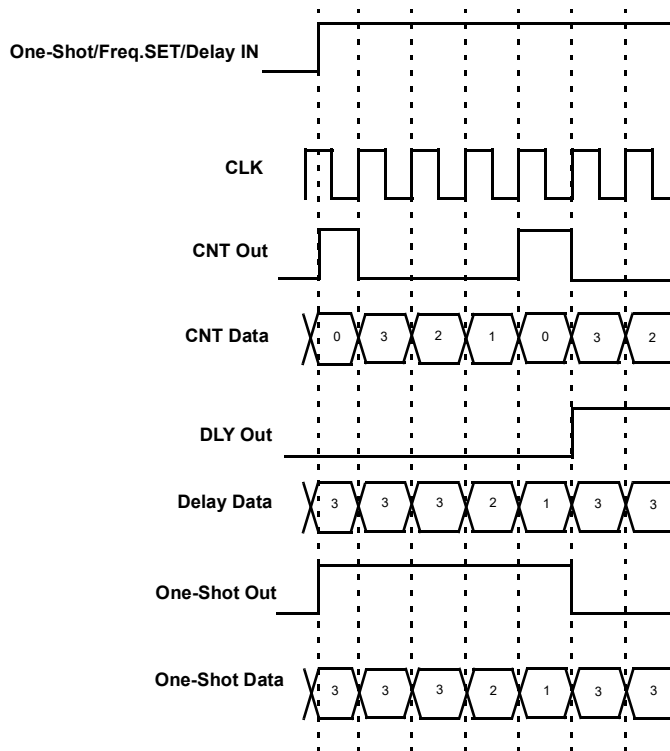 One-Shot/Freq.SET/Delay IN
CLK
CNT Out
CNT Data 0 3 2 1 0 3 2
DLY Out
Delay Data 3 3 3 2 1 3 3
One-Shot Out
One-Shot Data 3 3 3 2 1 3 3